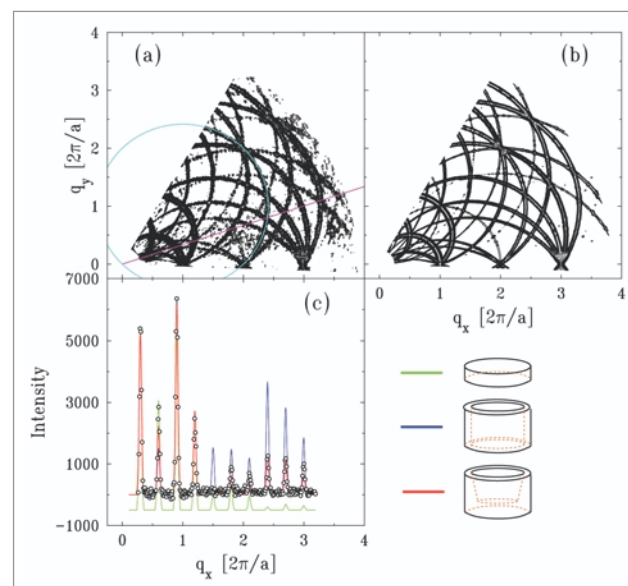 4
(a)
(b)
3
q_y [2π/a]
2
1
0
0 1 2 3 4
q_x [2π/a]
7000
(c)
5000
Intensity
3000
1000
-1000
0 1 2 3 4
q_x [2π/a]